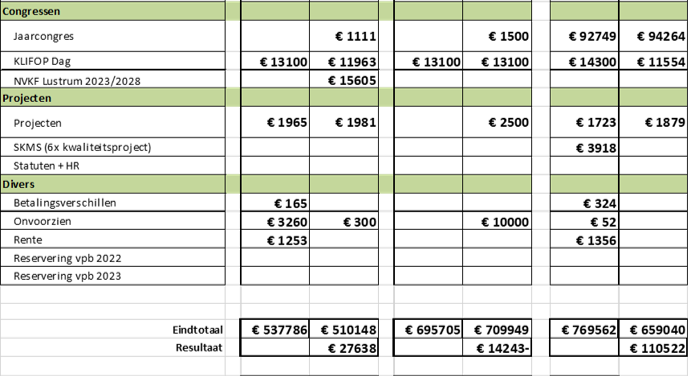 Congressen
Jaarcongres € 1111 € 1500 € 92749 € 94264
KLIFOP Dag € 13100 € 11963 € 13100 € 13100 € 14300 € 11554
NVKF Lustrum 2023/2028 € 15605
Projecten
Projecten € 1965 € 1981 € 2500 € 1723 € 1879
SKMS (6x kwaliteitsproject) € 3918
Statuten + HR
Divers
Betalingsverschillen € 165 € 324
Onvoorzien € 3260 € 300 € 10000 € 52
Rente € 1253 € 1356
Reservering vpb 2022
Reservering vpb 2023
Eindtotaal € 537786 € 510148 € 695705 € 709949 € 769562 € 659040
Resultaat € 27638 € 14243- € 110522